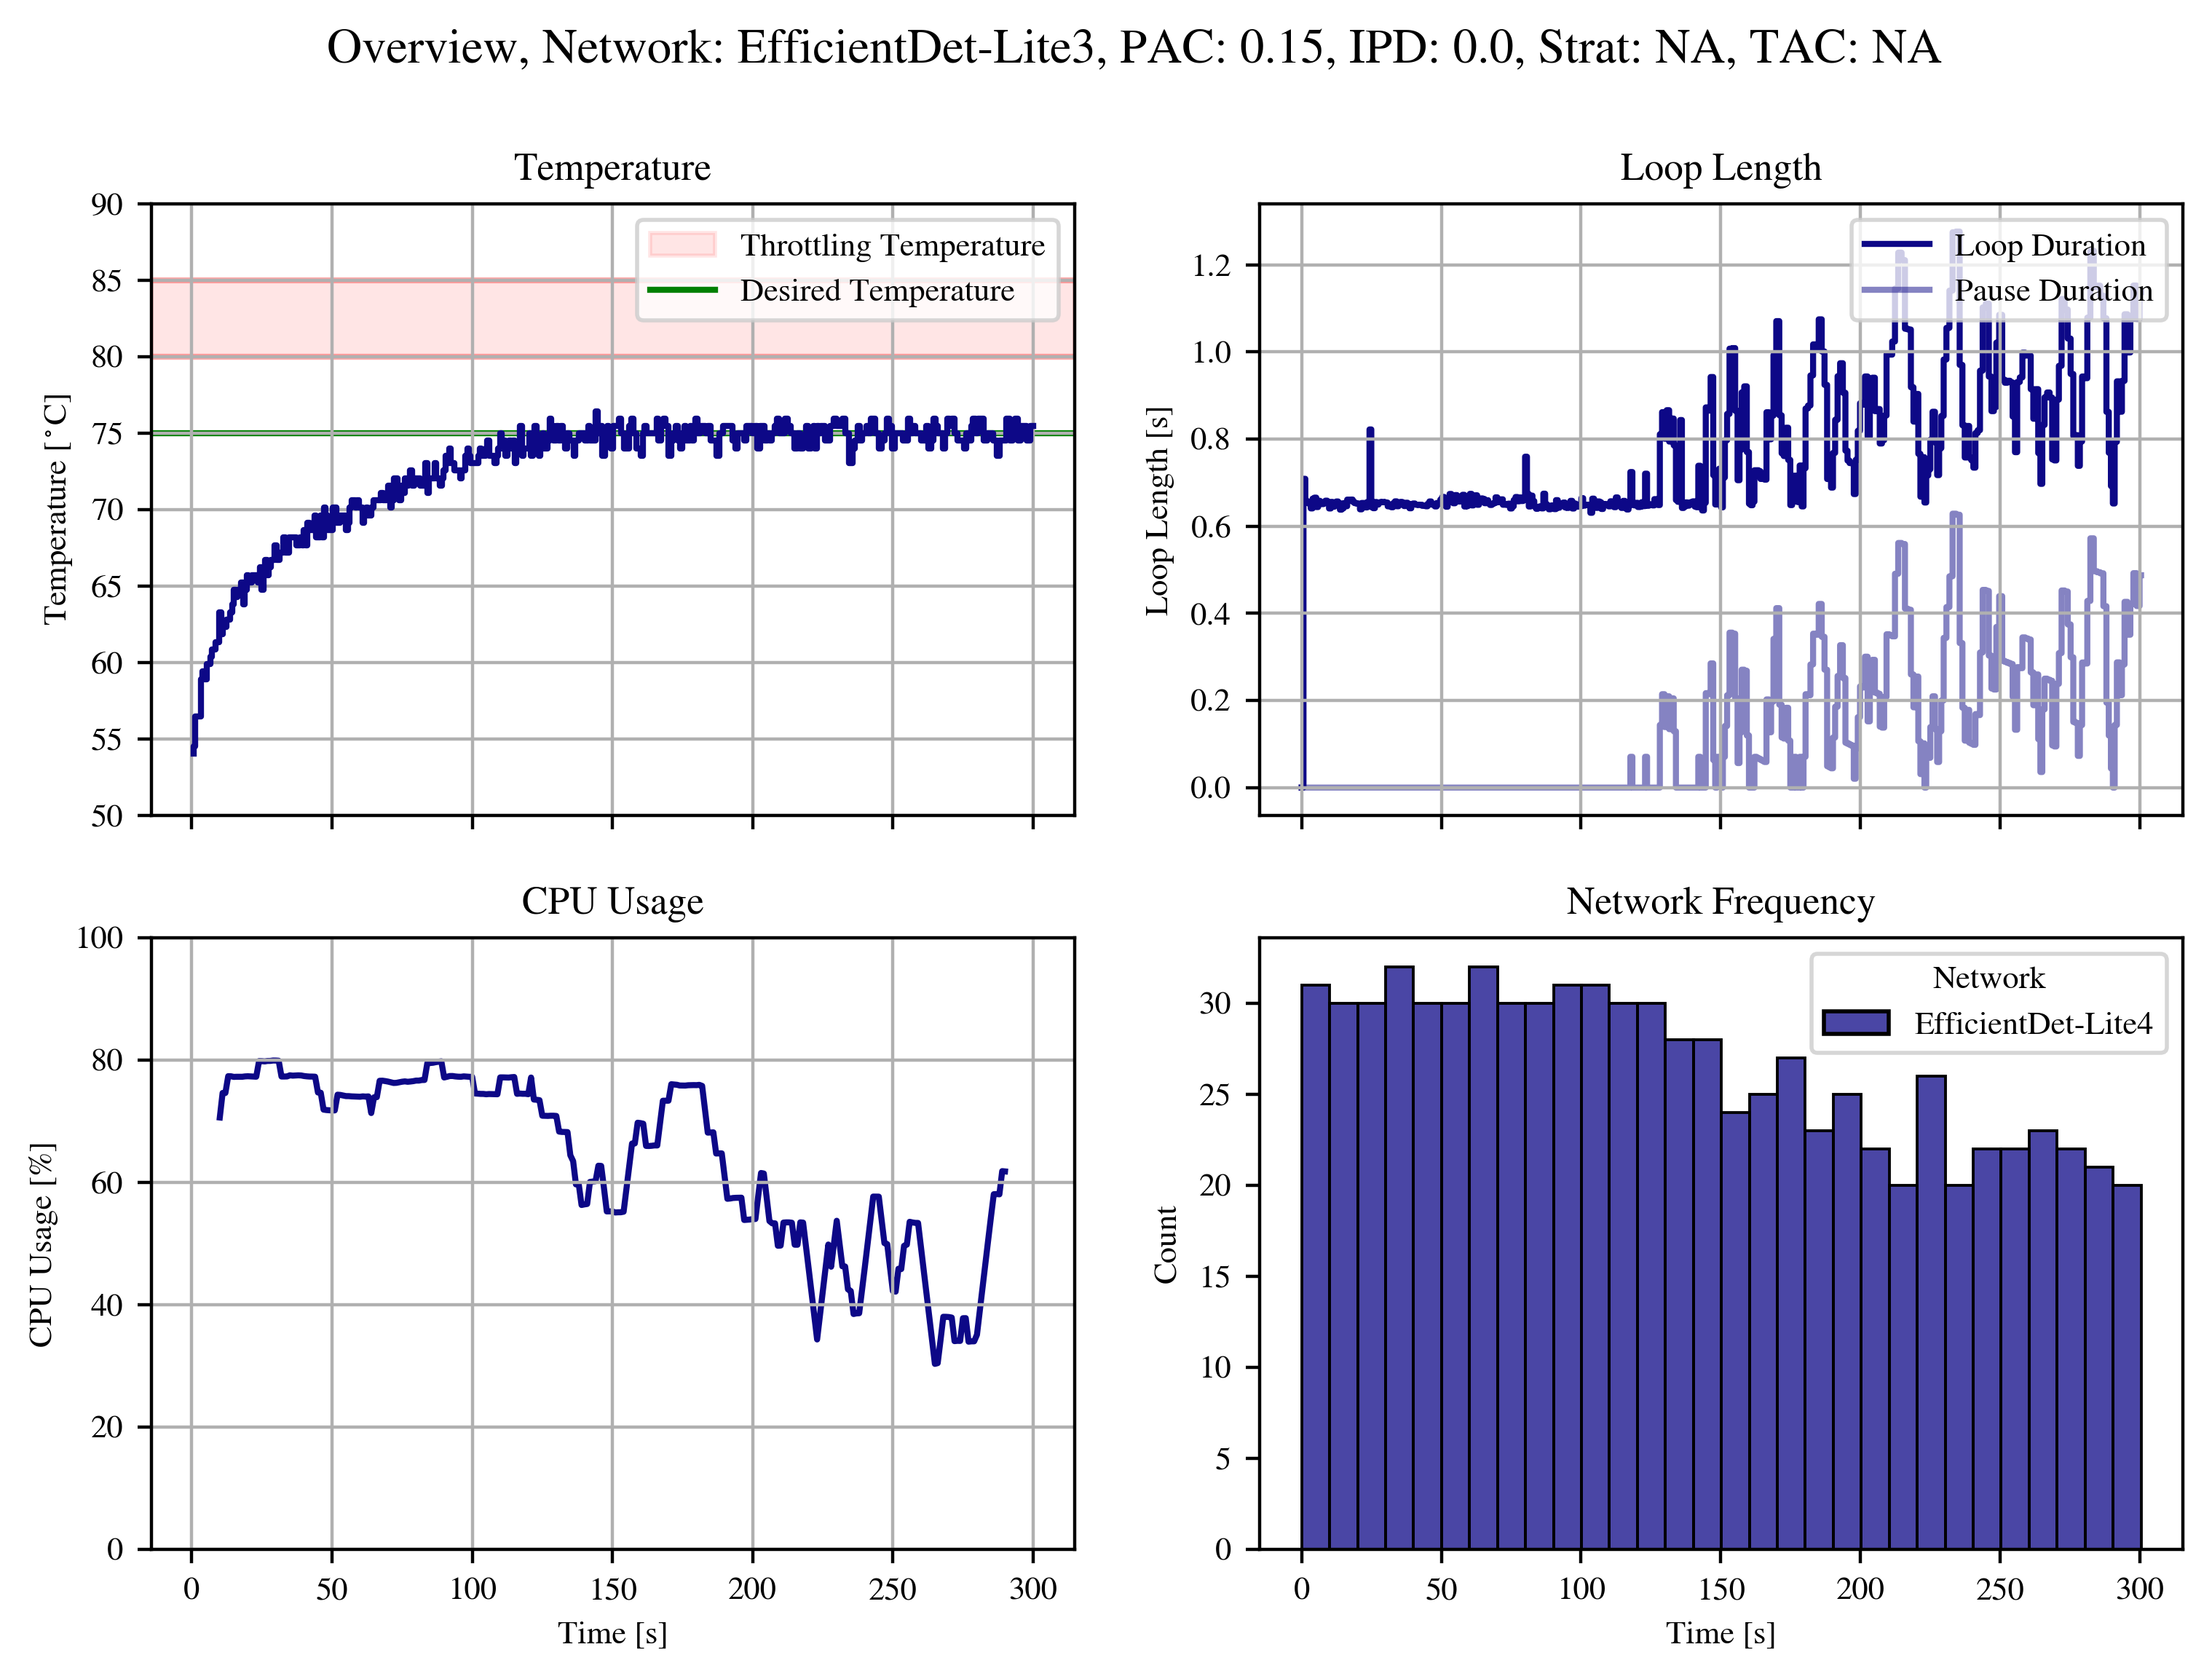 Overview, Network: EfficientDet-Lite3, PAC: 0.15, IPD: 0.0, Strat: NA, TAC: NA
Temperature
90
85
80
75
70
65
60
55
50
Temperature [°C]
Throttling Temperature
Desired Temperature
Loop Length
1.2
1.0
0.8
0.6
0.4
0.2
0.0
Loop Length [s]
Loop Duration
Pause Duration
CPU Usage
100
80
60
40
20
0
CPU Usage [%]
0 50 100 150 200 250 300
Time [s]
Network Frequency
30
25
20
15
10
5
0
Count
Network
EfficientDet-Lite4
0 50 100 150 200 250 300
Time [s]